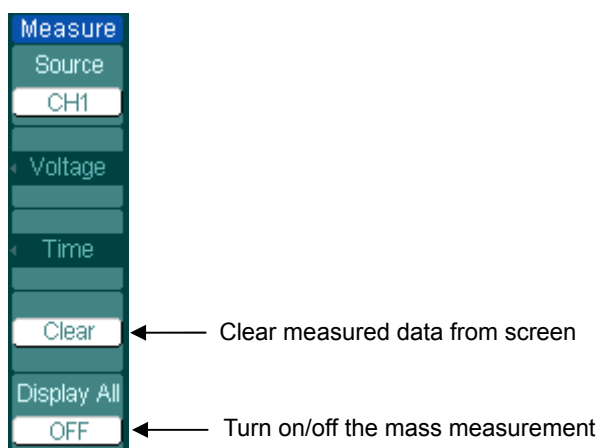 Measure
Source
CH1
Voltage
Time
Clear
Clear measured data from screen
Display All
OFF
Turn on/off the mass measurement